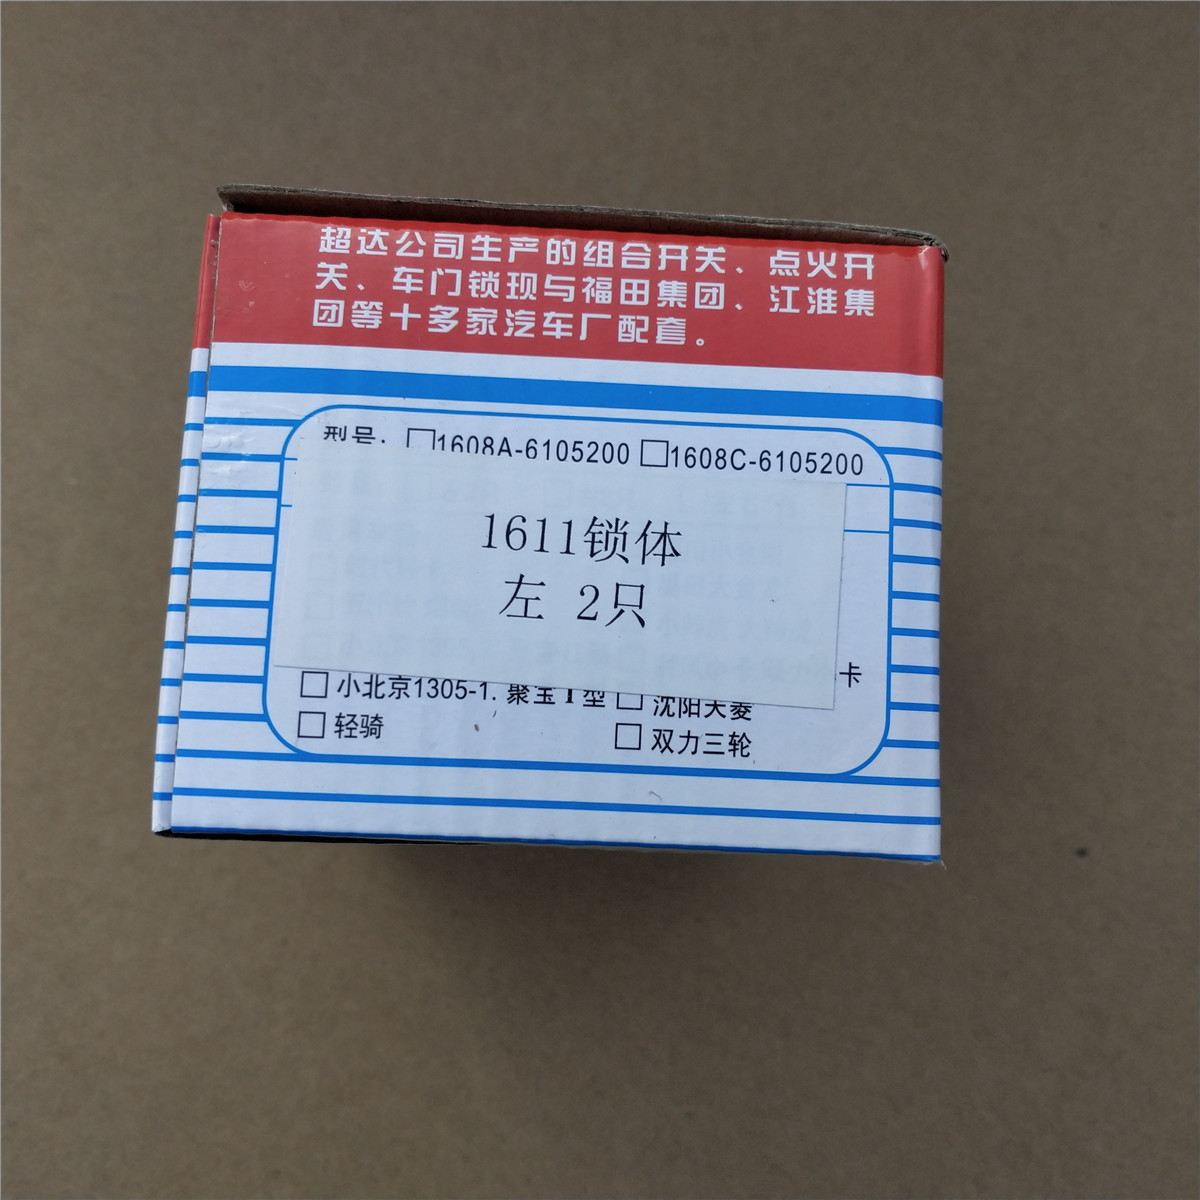 超达公司生产的组合开关、点火开
关、车门锁现与福田集团、江淮集
团等十多家汽车厂配套。
型号: □1608A-6105200 □1608C-6105200
1611锁体
左 2只
卡
□小北京1305-1. 聚宝I型 □沈阳天菱
□轻骑 □双力三轮